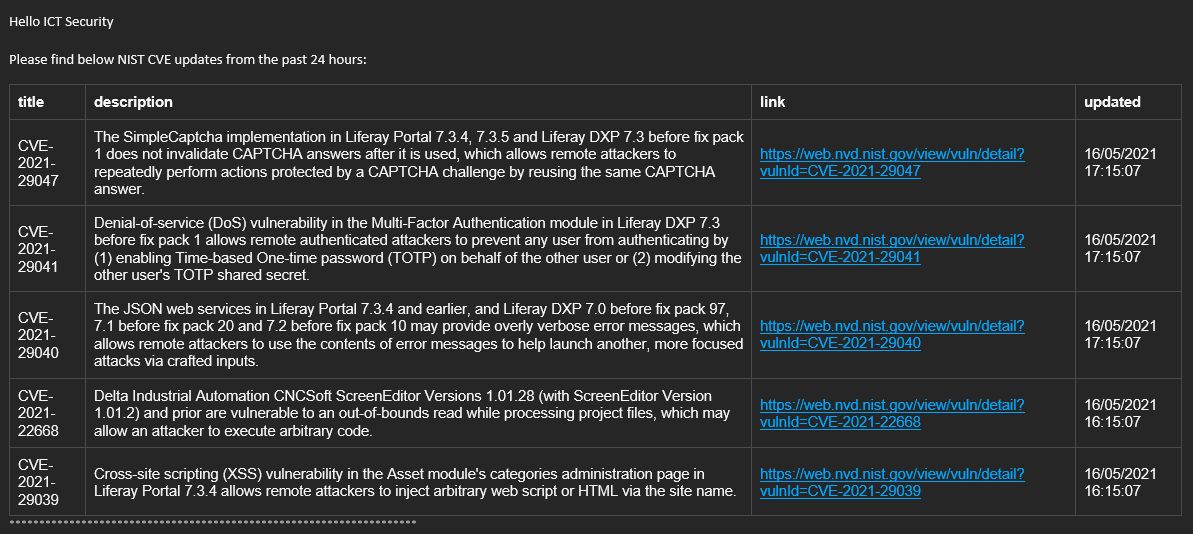 Hello ICT Security
Please find below NIST CVE updates from the past 24 hours:
title description link updated
CVE-
2021-
29047
The SimpleCaptcha implementation in Liferay Portal 7.3.4, 7.3.5 and Liferay DXP 7.3 before fix pack
1 does not invalidate CAPTCHA answers after it is used, which allows remote attackers to
repeatedly perform actions protected by a CAPTCHA challenge by reusing the same CAPTCHA
answer.
https://web.nvd.nist.gov/view/vuln/detail?
vulnId=CVE-2021-29047
16/05/2021
17:15:07
CVE-
2021-
29041
Denial-of-service (DoS) vulnerability in the Multi-Factor Authentication module in Liferay DXP 7.3
before fix pack 1 allows remote authenticated attackers to prevent any user from authenticating by
(1) enabling Time-based One-time password (TOTP) on behalf of the other user or (2) modifying the
other user's TOTP shared secret.
https://web.nvd.nist.gov/view/vuln/detail?
vulnId=CVE-2021-29041
16/05/2021
17:15:07
CVE-
2021-
29040
The JSON web services in Liferay Portal 7.3.4 and earlier, and Liferay DXP 7.0 before fix pack 97,
7.1 before fix pack 20 and 7.2 before fix pack 10 may provide overly verbose error messages, which
allows remote attackers to use the contents of error messages to help launch another, more focused
attacks via crafted inputs.
https://web.nvd.nist.gov/view/vuln/detail?
vulnId=CVE-2021-29040
16/05/2021
17:15:07
CVE-
2021-
22668
Delta Industrial Automation CNCSoft ScreenEditor Versions 1.01.28 (with ScreenEditor Version
1.01.2) and prior are vulnerable to an out-of-bounds read while processing project files, which may
allow an attacker to execute arbitrary code.
https://web.nvd.nist.gov/view/vuln/detail?
vulnId=CVE-2021-22668
16/05/2021
16:15:07
CVE-
2021-
29039
Cross-site scripting (XSS) vulnerability in the Asset module's categories administration page in
Liferay Portal 7.3.4 allows remote attackers to inject arbitrary web script or HTML via the site name.
https://web.nvd.nist.gov/view/vuln/detail?
vulnId=CVE-2021-29039
16/05/2021
16:15:07